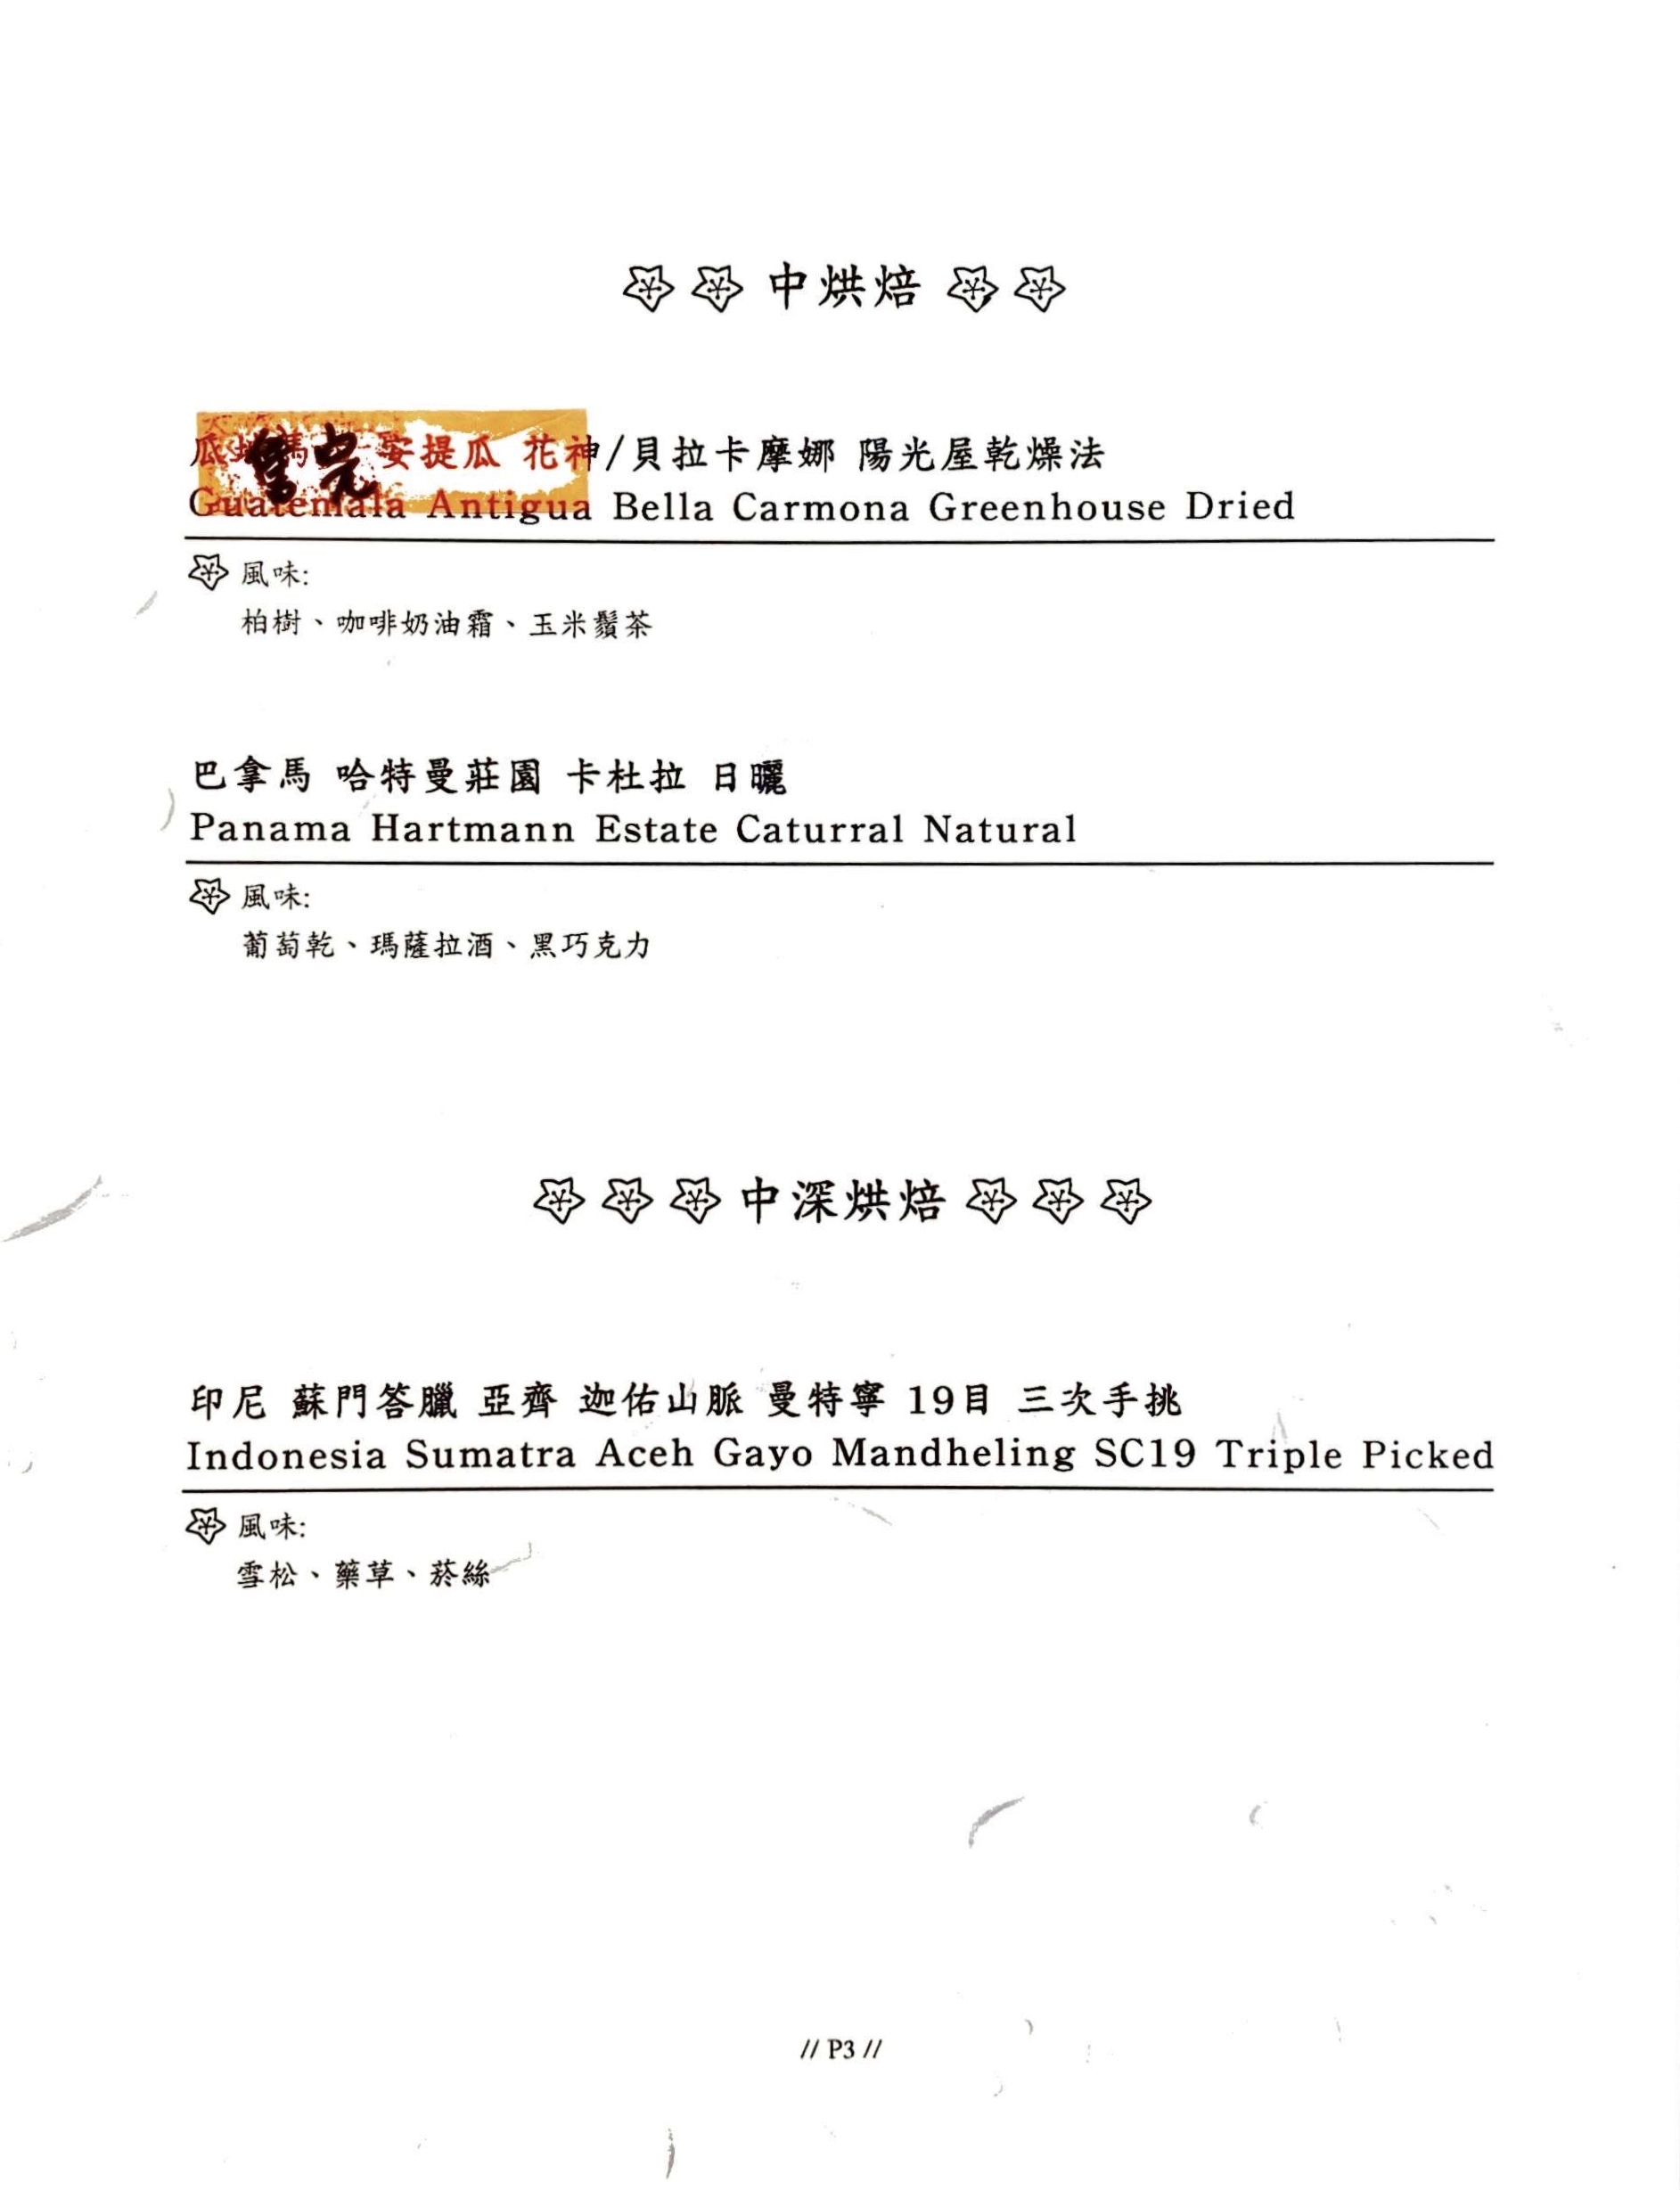 中烘焙
售完
瓜地馬拉 安提瓜 花神/貝拉卡摩娜 陽光屋乾燥法
Guatemala Antigua Bella Carmona Greenhouse Dried
風味:
柏樹、咖啡奶油霜、玉米鬚茶
巴拿馬 哈特曼莊園 卡杜拉 日曬
Panama Hartmann Estate Caturral Natural
風味:
葡萄乾、瑪薩拉酒、黑巧克力
中深烘焙
印尼 蘇門答臘 亞齊 迦佑山脈 曼特寧 19目 三次手挑
Indonesia Sumatra Aceh Gayo Mandheling SC19 Triple Picked
風味:
雪松、藥草、菸絲
// P3 //